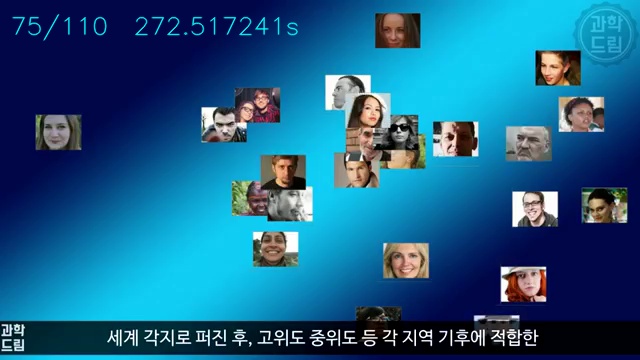 75/110 272.517241s
과학
드림
과학
드림
세계 각지로 퍼진 후, 고위도 중위도 등 각 지역 기후에 적합한